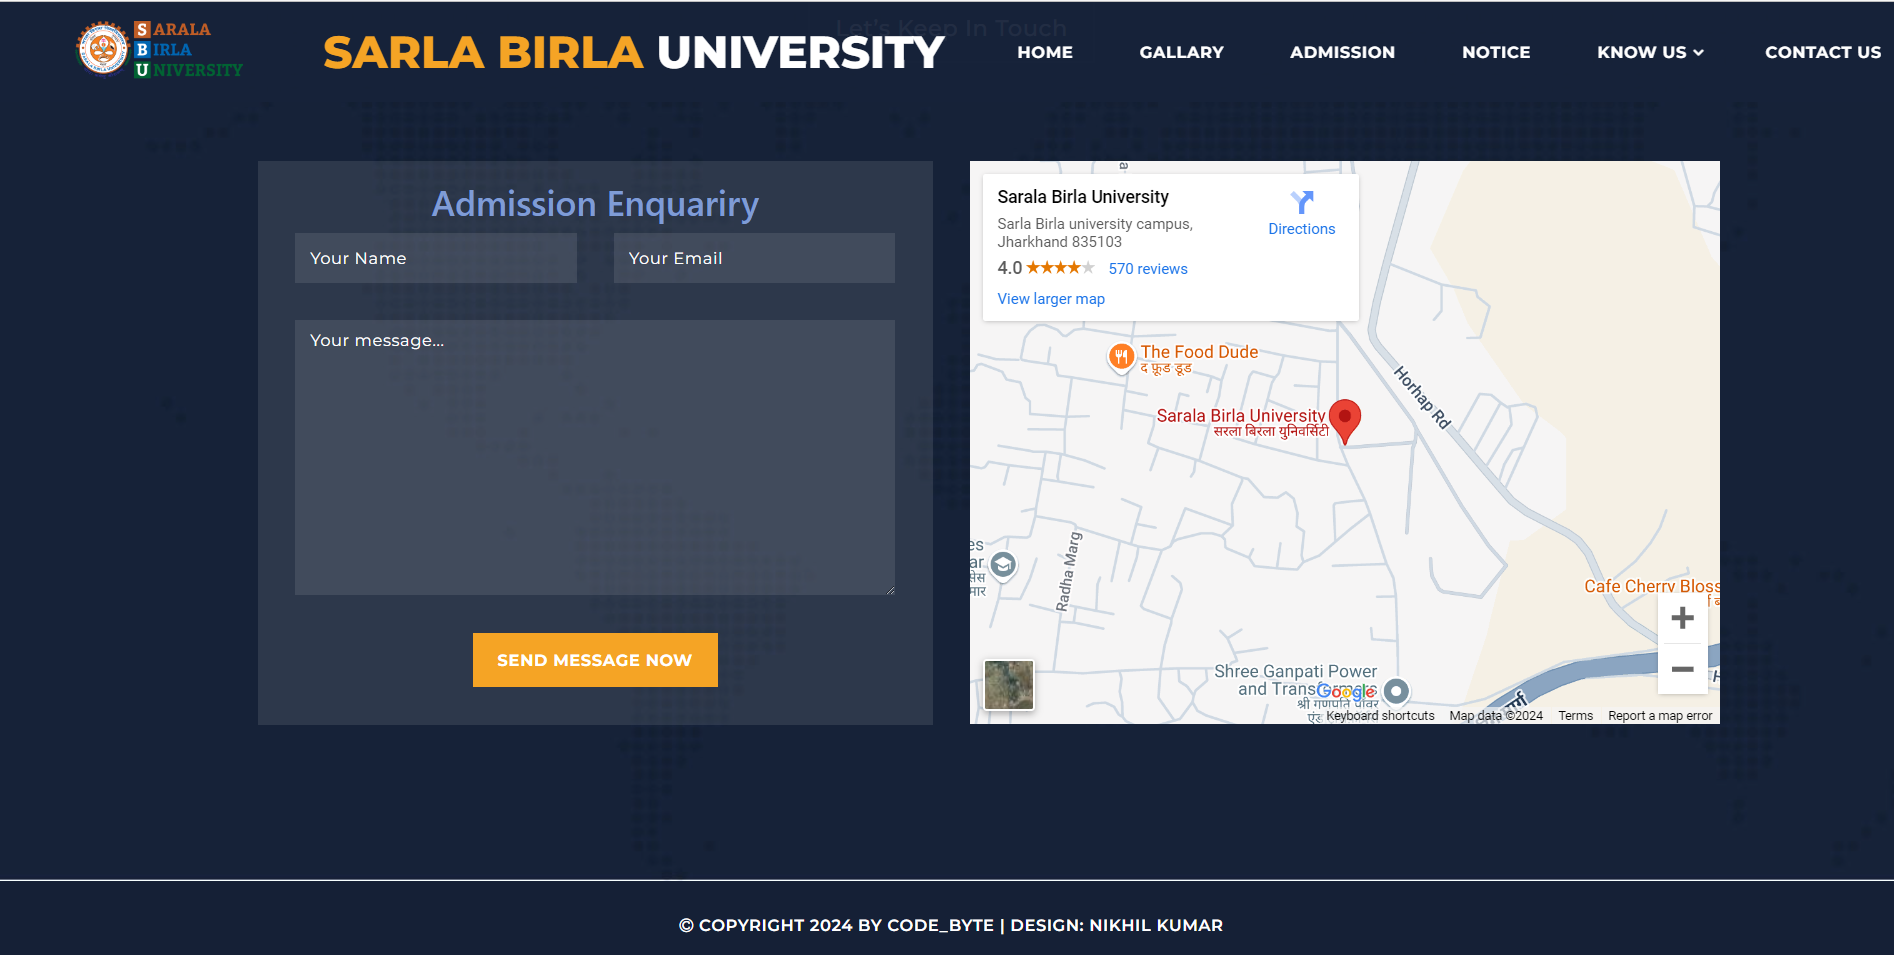 Let's Keep In Touch
SARALA
BIRLA
UNIVERSITY
SARLA BIRLA UNIVERSITY
HOME
GALLARY
ADMISSION
NOTICE
KNOW US
CONTACT US
Admission Enquariry
Your Name
Your Email
Your message...
SEND MESSAGE NOW
Sarala Birla University
Sarla Birla university campus,
Jharkhand 835103
4.0
570 reviews
View larger map
Directions
The Food Dude
द फ़ूड डूड
Horhap Rd
Sarala Birla University
सरला बिरला युनिवर्सिटी
Radha Marg
Cafe Cherry Bloss
Shree Ganpati Power
and Transformers
श्री गणपति पावर
एंड
Google
Keyboard shortcuts
Map data ©2024
Terms
Report a map error
© COPYRIGHT 2024 BY CODE_BYTE | DESIGN: NIKHIL KUMAR